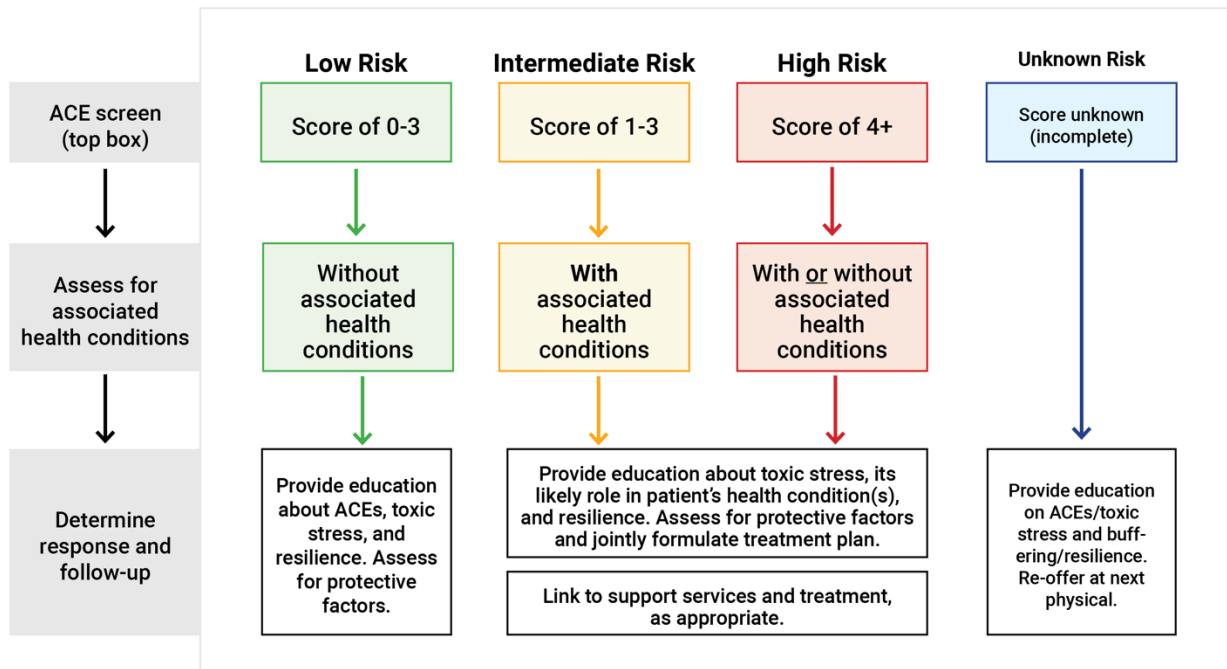 Low Risk
Intermediate Risk
High Risk
Unknown Risk
ACE screen
(top box)
Score of 0-3
Score of 1-3
Score of 4+
Score unknown
(incomplete)
Assess for
associated
health conditions
Without
associated
health
conditions
With
associated
health
conditions
With or without
associated
health
conditions
Determine
response and
follow-up
Provide education
about ACEs, toxic
stress, and
resilience. Assess
for protective
factors.
Provide education about toxic stress, its
likely role in patient’s health condition(s),
and resilience. Assess for protective factors
and jointly formulate treatment plan.
Link to support services and treatment,
as appropriate.
Provide education
on ACEs/toxic
stress and buff-
ering/resilience.
Re-offer at next
physical.